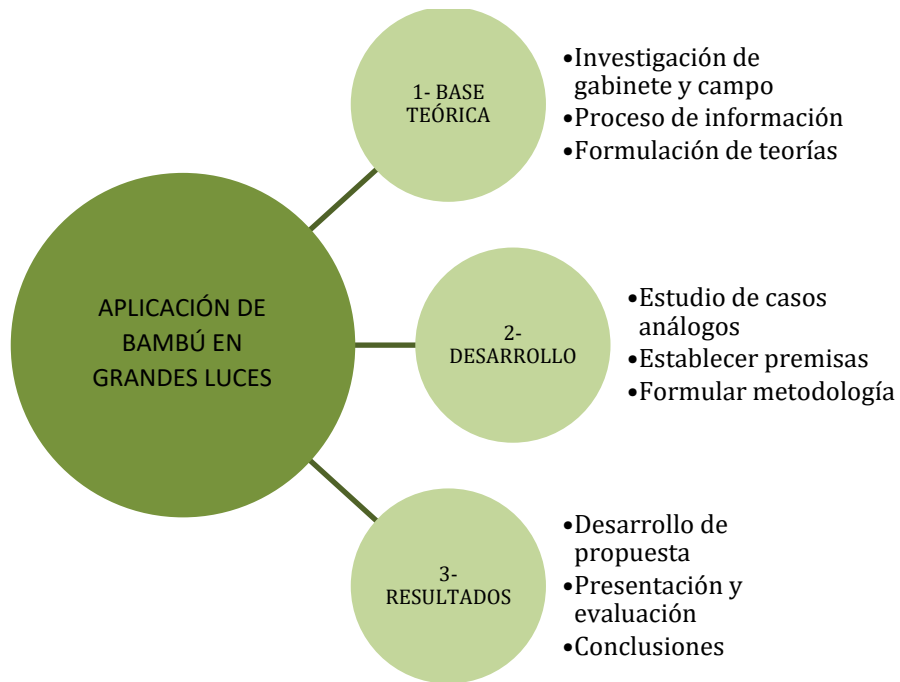 APLICACIÓN DE
BAMBÚ EN
GRANDES LUCES
1- BASE
TEÓRICA
•Investigación de
gabinete y campo
•Proceso de información
•Formulación de teorías
2-
DESARROLLO
•Estudio de casos
análogos
•Establecer premisas
•Formular metodología
3-
RESULTADOS
•Desarrollo de
propuesta
•Presentación y
evaluación
•Conclusiones